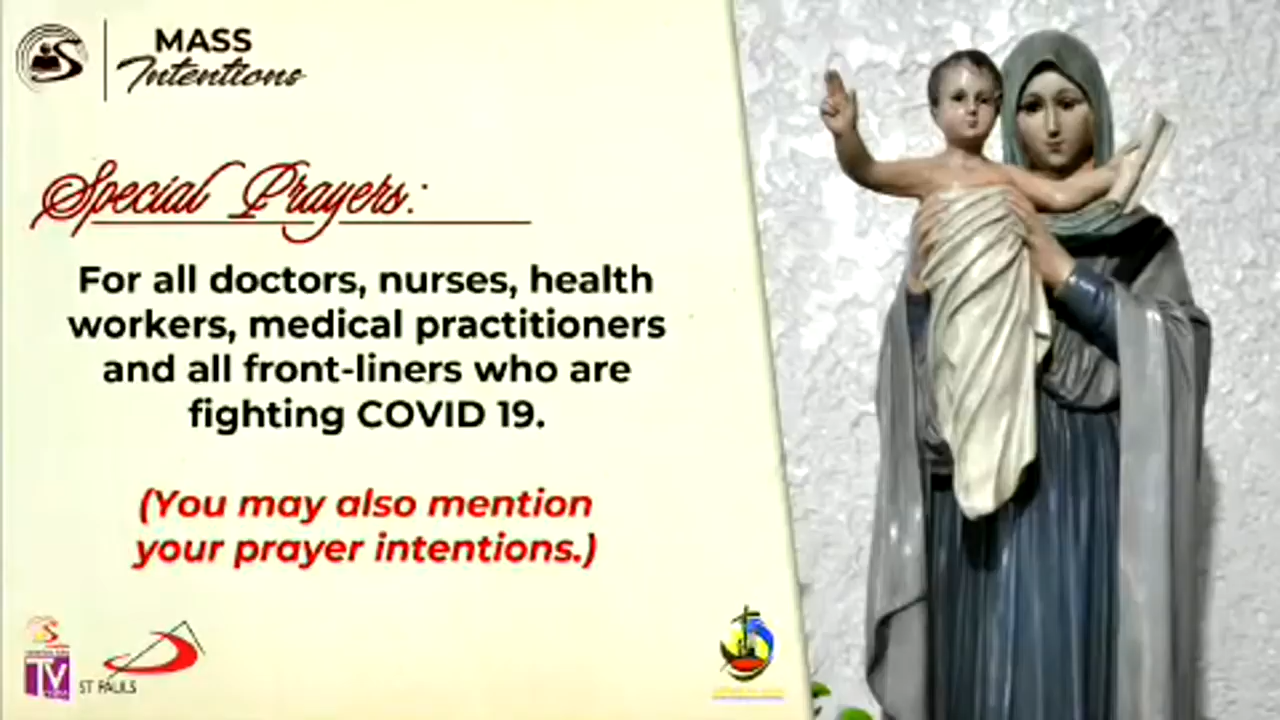 MASS
Intentions
Special Prayers:
For all doctors, nurses, health
workers, medical practitioners
and all front-liners who are
fighting COVID 19.
(You may also mention
your prayer intentions.)
TV
ST PAULS